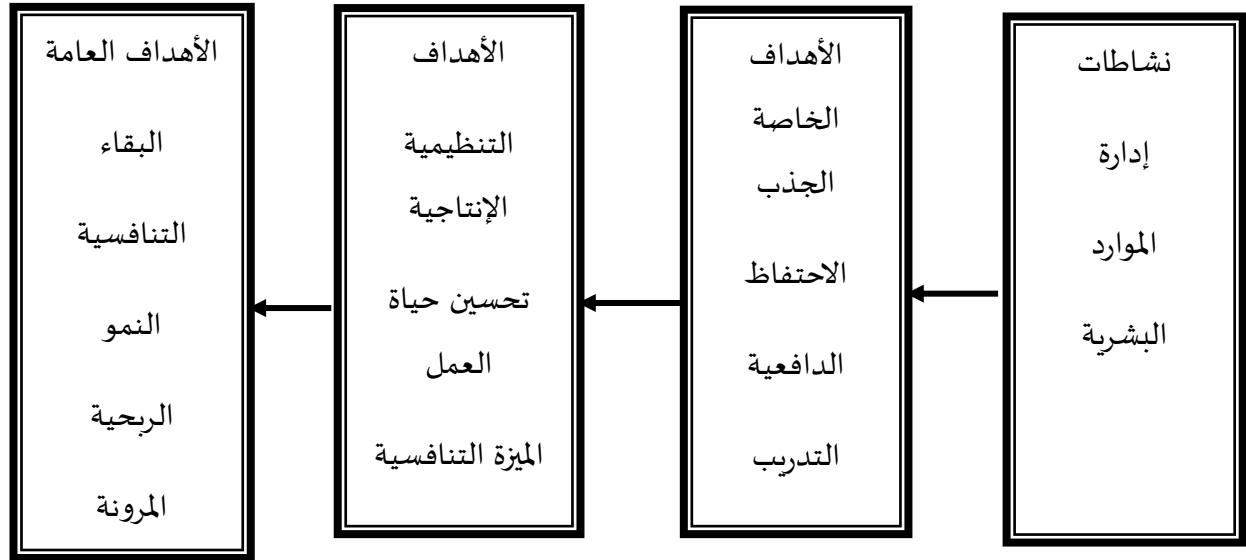 نشاطات
إدارة
الموارد
البشرية
الأهداف
الخاصة
الجذب
الاحتفاظ
الدافعية
التدريب
الأهداف
التنظيمية
الإنتاجية
تحسين حياة
العمل
الميزة التنافسية
الأهداف العامة
البقاء
التنافسية
النمو
الربحية
المرونة